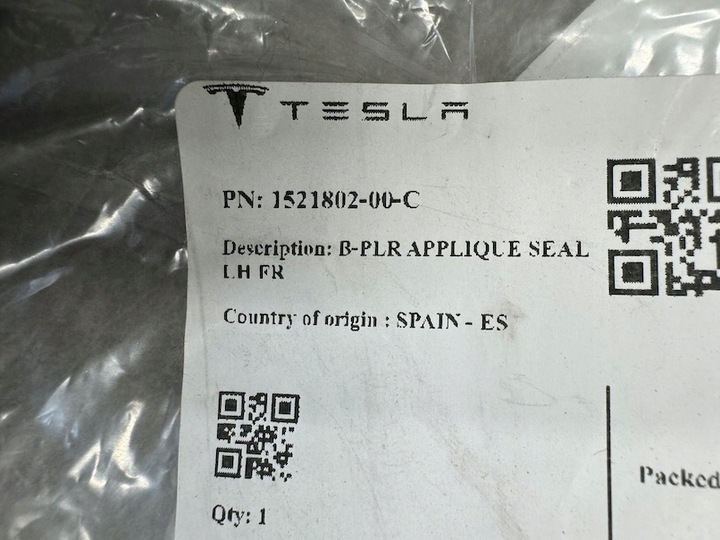 TESLA
PN: 1521802-00-C
Description: B-PLR APPLIQUE SEAL
LH FR
Country of origin : SPAIN - ES
Qty: 1
Packed